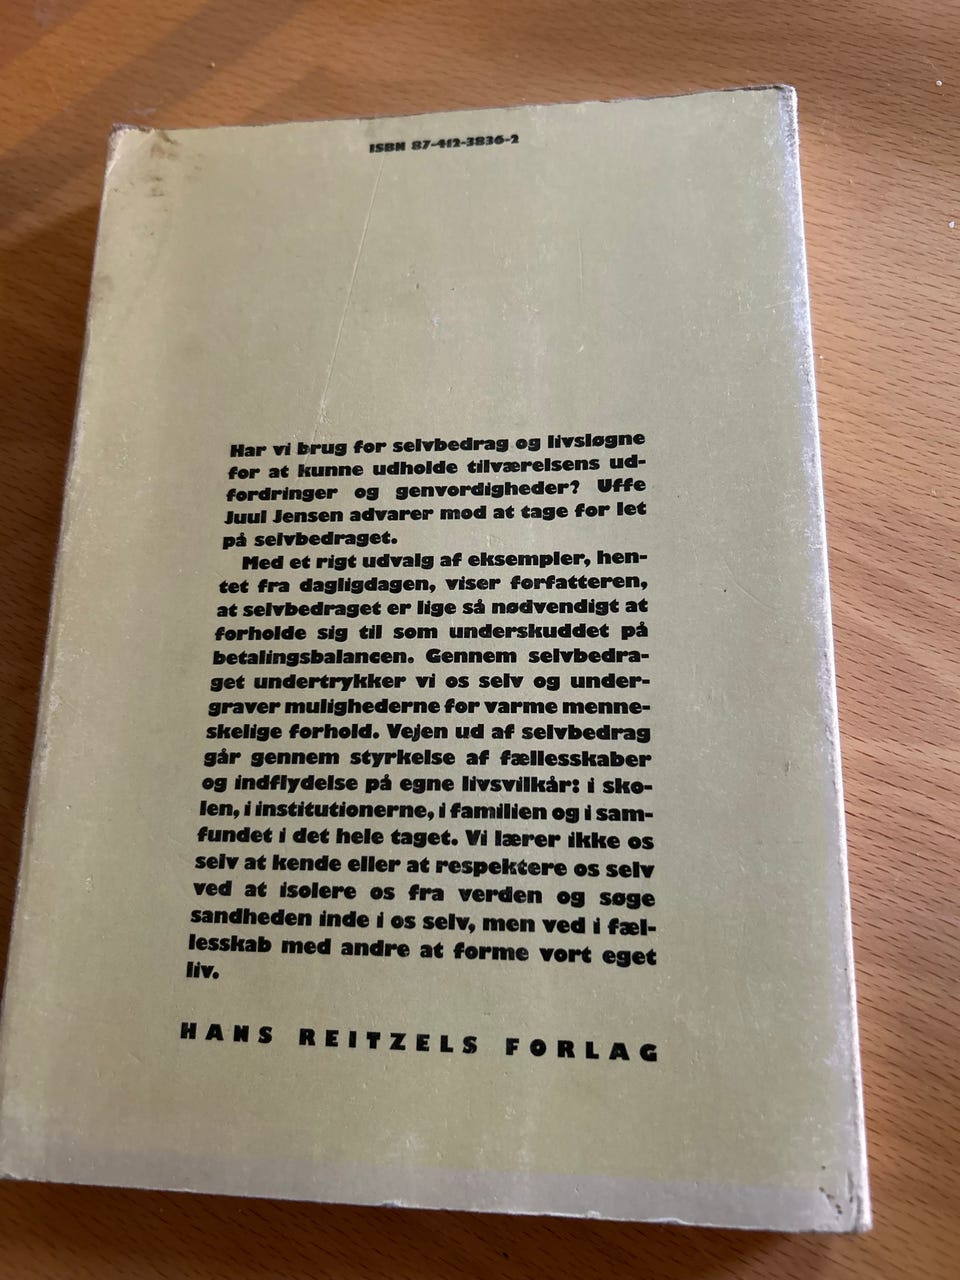 ISBN 87-412-3836-2
Har vi brug for selvbedrag og livsløgne
for at kunne udholde tilværelsens ud-
fordringer og genvordigheder? Uffe
Juul Jensen advarer mod at tage for let
på selvbedraget.
Med et rigt udvalg af eksempler, hen-
tet fra dagligdagen, viser forfatteren,
at selvbedraget er lige så nødvendigt at
forholde sig til som underskuddet på
betalingsbalancen. Gennem selvbedra-
get undertrykker vi os selv og under-
graver mulighederne for varme menne-
skelige forhold. Vejen ud af selvbedrag
går gennem styrkelse af fællesskaber
og indflydelse på egne livsvilkår: i sko-
len, i institutionerne, i familien og i sam-
fundet i det hele taget. Vi lærer ikke os
selv at kende eller at respektere os selv
ved at isolere os fra verden og søge
sandheden inde i os selv, men ved i fæl-
lesskab med andre at forme vort eget
liv.
HANS REITZELS FORLAG